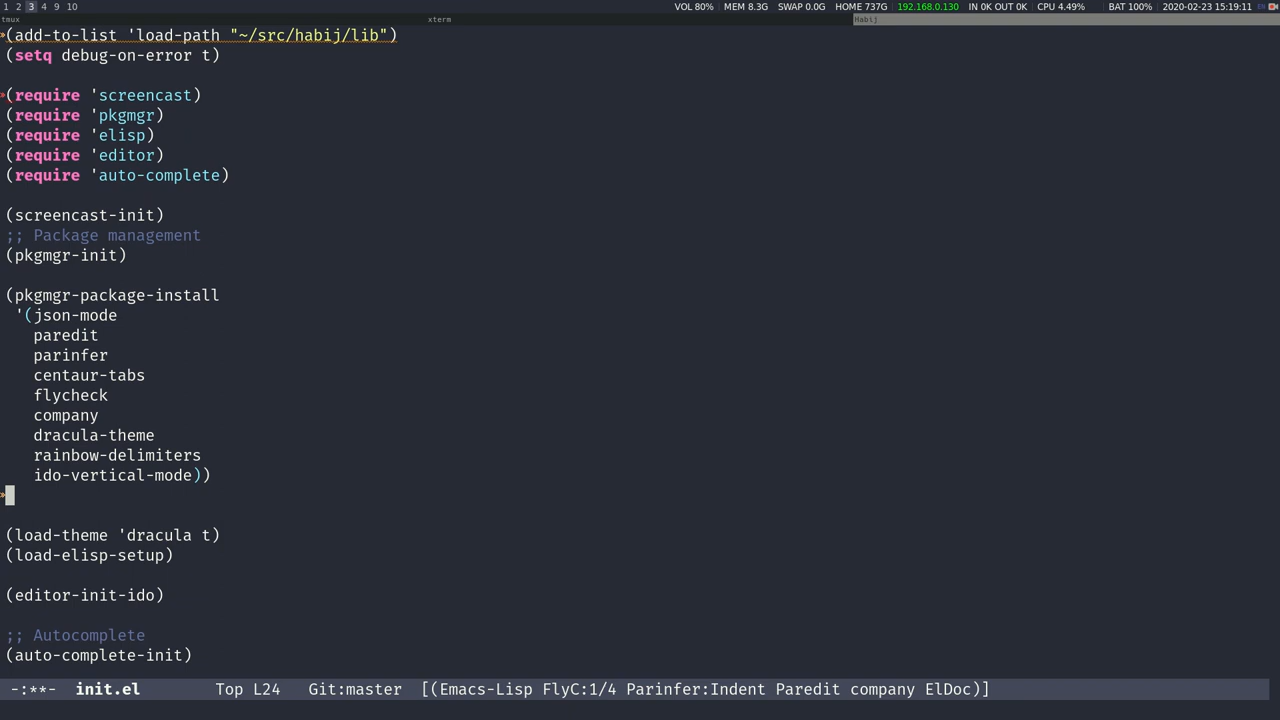 1 2 3 4 9 10 VOL 80% | MEM 8.3G | SWAP 0.0G | HOME 737G | 192.168.0.130 | IN 0K OUT 0K | CPU 4.49% | BAT 100% | 2020-02-23 15:19:11 EN
tmux xterm Habij
(add-to-list 'load-path "~/src/habij/lib")
(setq debug-on-error t)
(require 'screencast)
(require 'pkgmgr)
(require 'elisp)
(require 'editor)
(require 'auto-complete)
(screencast-init)
;; Package management
(pkgmgr-init)
(pkgmgr-package-install
'(json-mode
paredit
parinfer
centaur-tabs
flycheck
company
dracula-theme
rainbow-delimiters
ido-vertical-mode))
(load-theme 'dracula t)
(load-elisp-setup)
(editor-init-ido)
;; Autocomplete
(auto-complete-init)
-:**- init.el Top L24 Git:master [(Emacs-Lisp FlyC:1/4 Parinfer:Indent Paredit company ElDoc)]